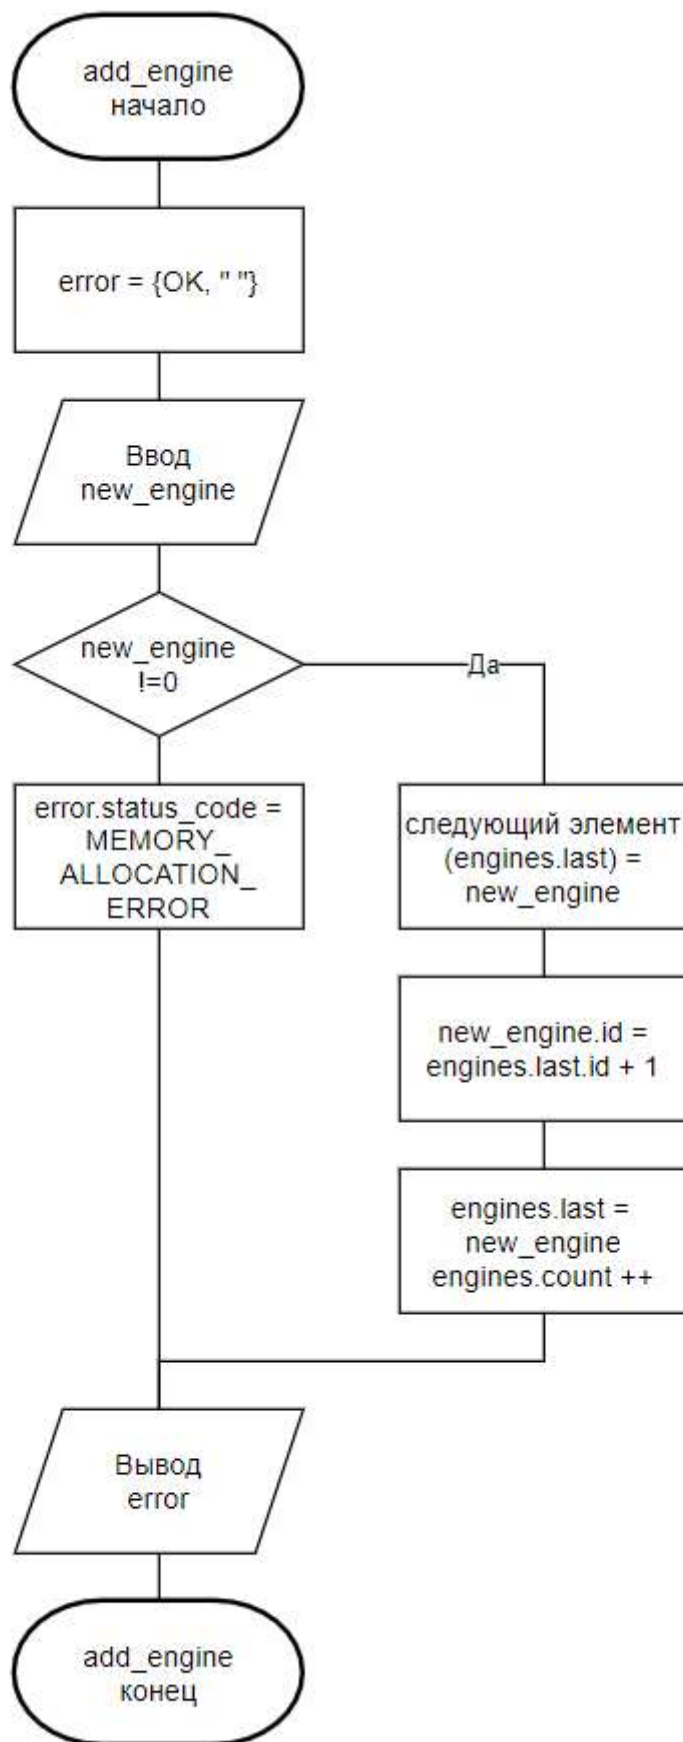 add_engine
начало
error = {OK, " "}
Ввод
new_engine
new_engine
!=0
Да
error.status_code =
MEMORY_
ALLOCATION_
ERROR
следующий элемент
(engines.last) =
new_engine
new_engine.id =
engines.last.id + 1
engines.last =
new_engine
engines.count ++
Вывод
error
add_engine
конец